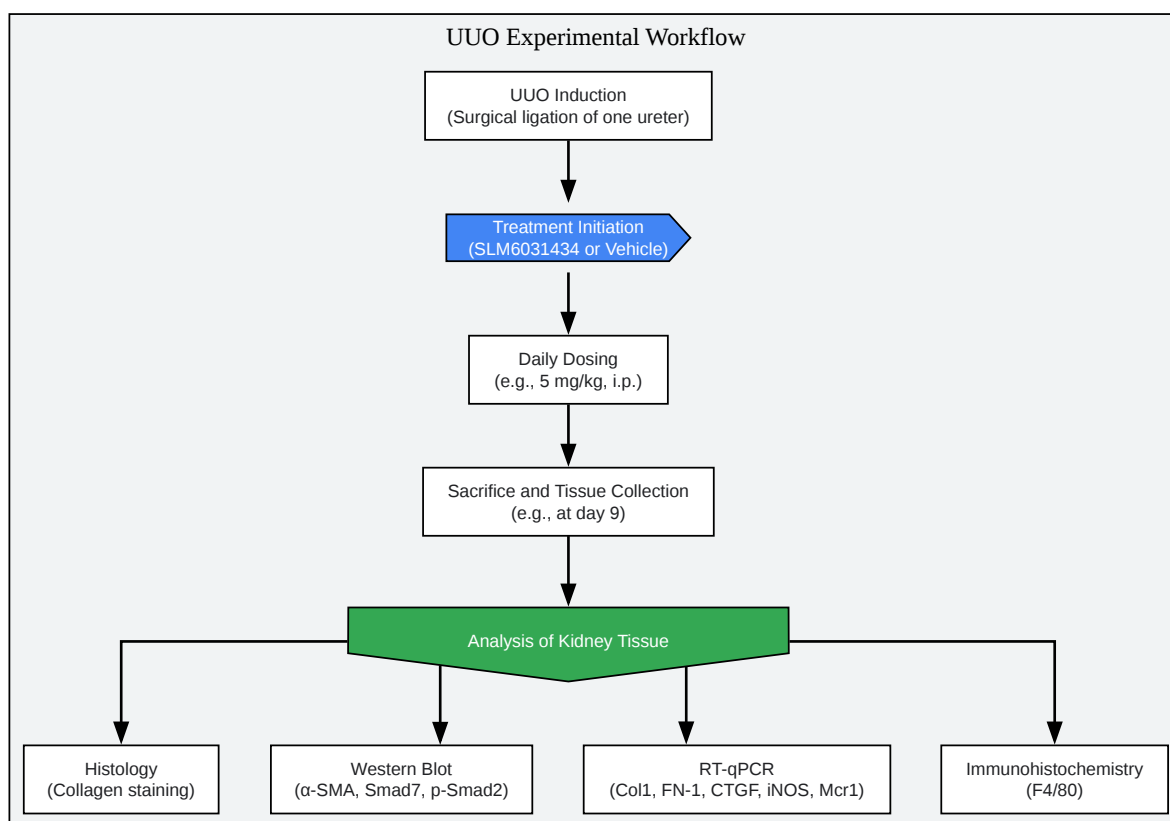 UUO Experimental Workflow
UUO Induction
(Surgical ligation of one ureter)
Treatment Initiation
(SLM6031434 or Vehicle)
Daily Dosing
(e.g., 5 mg/kg, i.p.)
Sacrifice and Tissue Collection
(e.g., at day 9)
Analysis of Kidney Tissue
Histology
(Collagen staining)
Western Blot
(α-SMA, Smad7, p-Smad2)
RT-qPCR
(Col1, FN-1, CTGF, iNOS, Mcr1)
Immunohistochemistry
(F4/80)